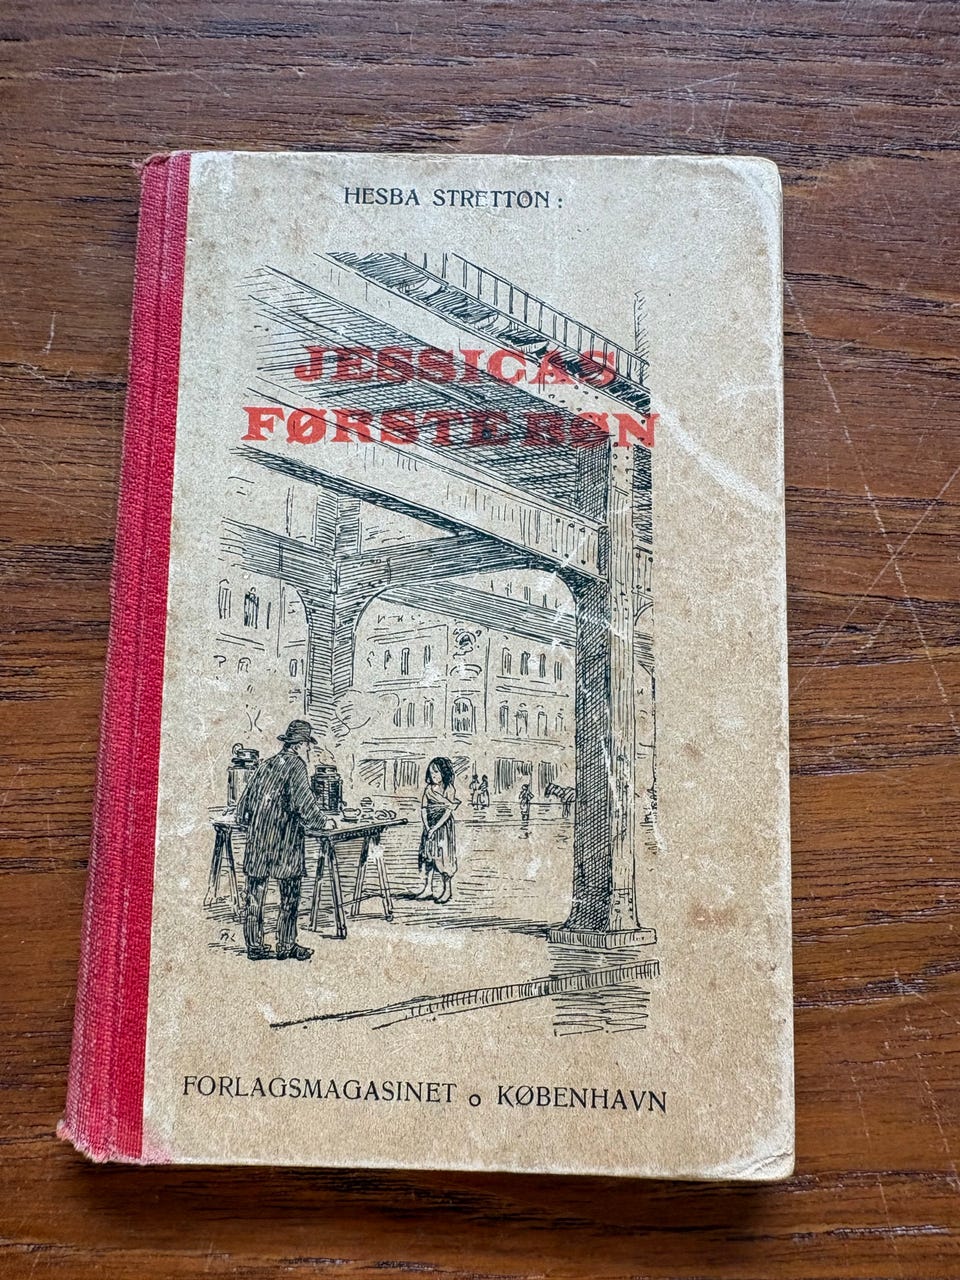 HESBA STRETTON:
JESSICAS
FØRSTE BØN
FORLAGSMAGASINET o KØBENHAVN